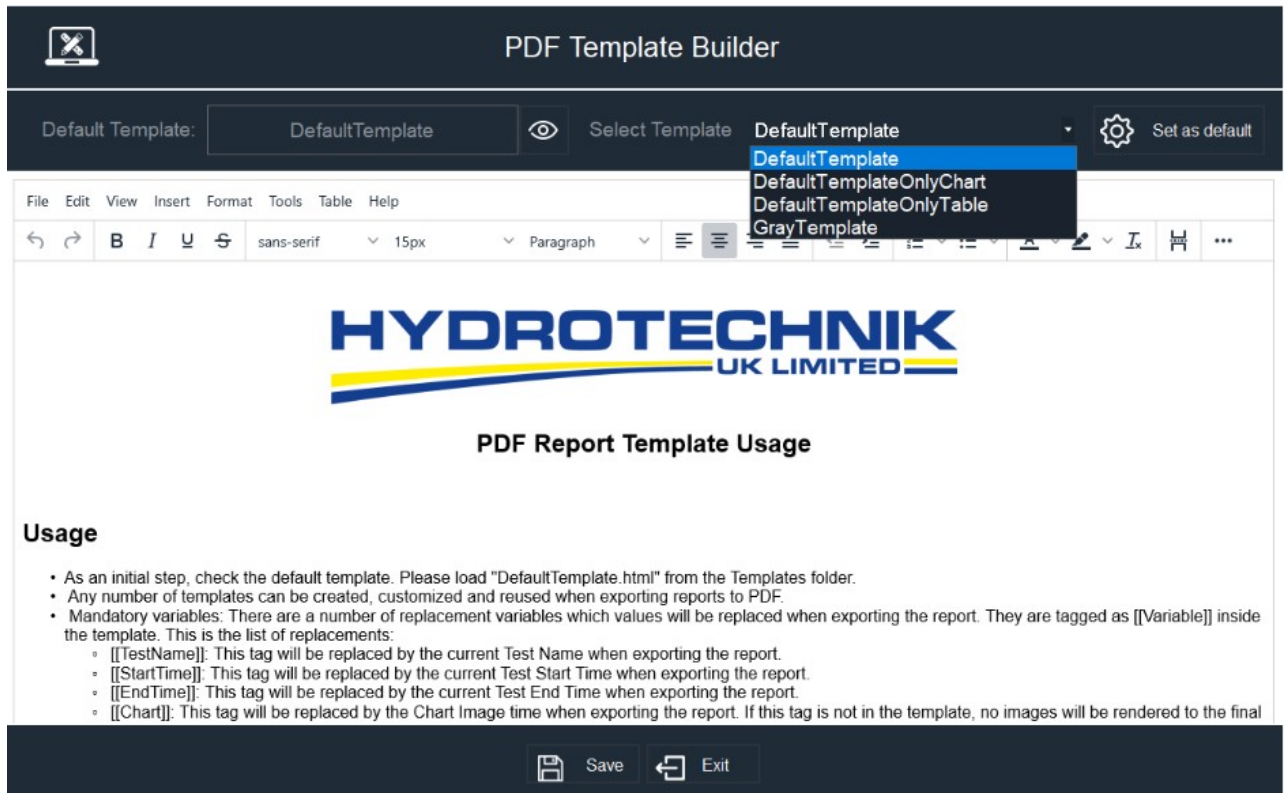 PDF Template Builder
Default Template: DefaultTemplate Select Template DefaultTemplate Set as default
DefaultTemplate
DefaultTemplateOnlyChart
DefaultTemplateOnlyTable
GrayTemplate
File Edit View Insert Format Tools Table Help
B I U S sans-serif 15px Paragraph
HYDROTECHNIK
UK LIMITED
PDF Report Template Usage
Usage
• As an initial step, check the default template. Please load "DefaultTemplate.html" from the Templates folder.
• Any number of templates can be created, customized and reused when exporting reports to PDF.
• Mandatory variables: There are a number of replacement variables which values will be replaced when exporting the report. They are tagged as [[Variable]] inside
the template. This is the list of replacements:
◦ [[TestName]]: This tag will be replaced by the current Test Name when exporting the report.
◦ [[StartTime]]: This tag will be replaced by the current Test Start Time when exporting the report.
◦ [[EndTime]]: This tag will be replaced by the current Test End Time when exporting the report.
◦ [[Chart]]: This tag will be replaced by the Chart Image time when exporting the report. If this tag is not in the template, no images will be rendered to the final
Save Exit